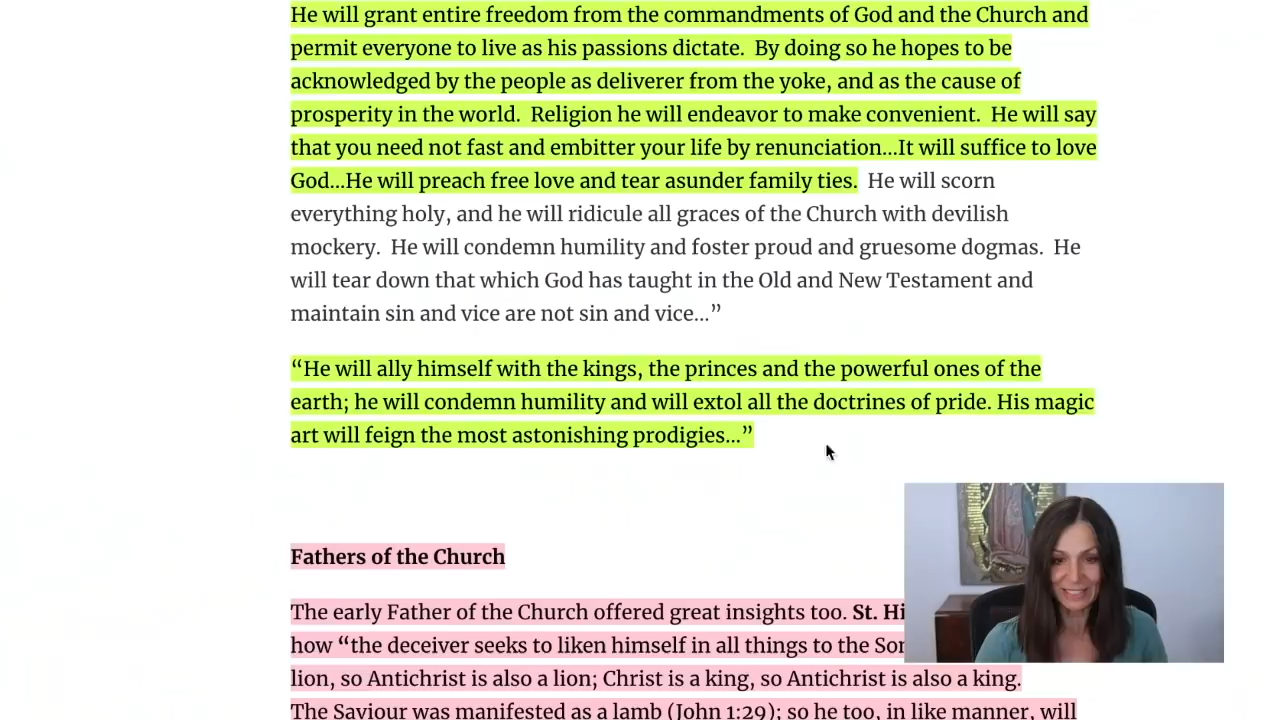 He will grant entire freedom from the commandments of God and the Church and
permit everyone to live as his passions dictate.  By doing so he hopes to be
acknowledged by the people as deliverer from the yoke, and as the cause of
prosperity in the world.  Religion he will endeavor to make convenient.  He will say
that you need not fast and embitter your life by renunciation…It will suffice to love
God…He will preach free love and tear asunder family ties.  He will scorn
everything holy, and he will ridicule all graces of the Church with devilish
mockery.  He will condemn humility and foster proud and gruesome dogmas.  He
will tear down that which God has taught in the Old and New Testament and
maintain sin and vice are not sin and vice…”
“He will ally himself with the kings, the princes and the powerful ones of the
earth; he will condemn humility and will extol all the doctrines of pride. His magic
art will feign the most astonishing prodigies…”
Fathers of the Church
The early Father of the Church offered great insights too. St.
how “the deceiver seeks to liken himself in all things to the
lion, so Antichrist is also a lion; Christ is a king, so Antichrist is also a king.
The Saviour was manifested as a lamb (John 1:29); so he too, in like manner, will